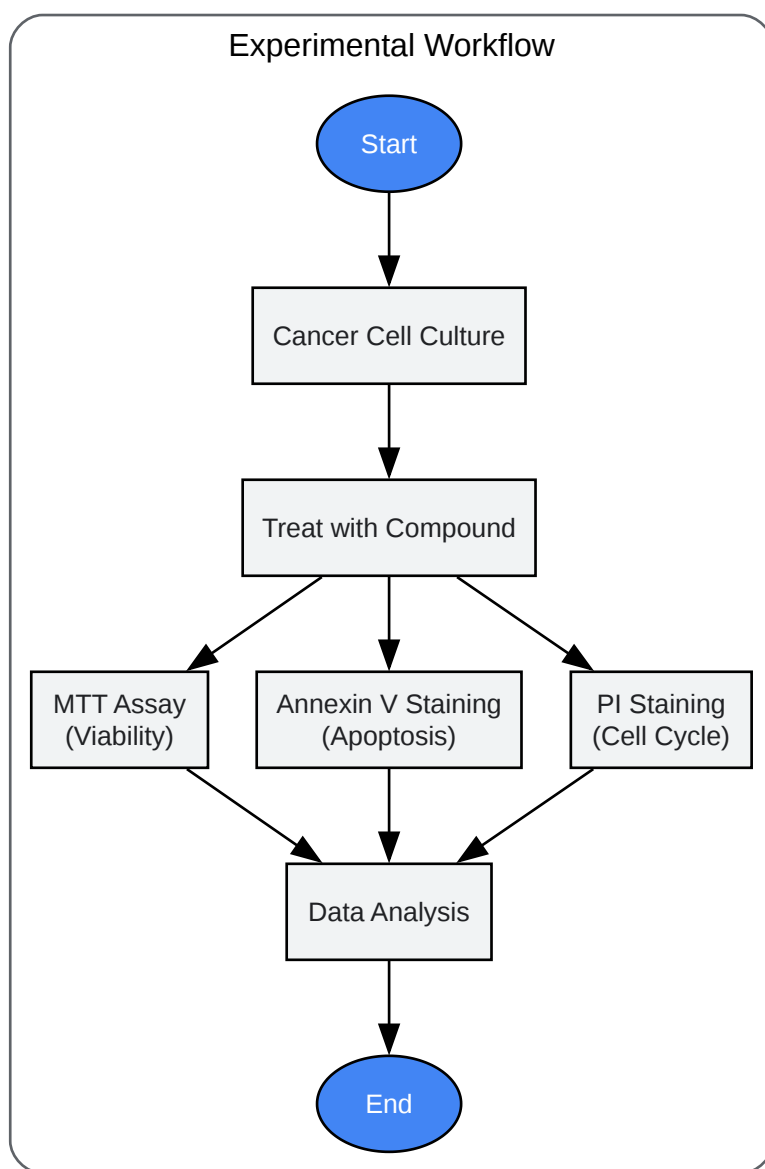 Experimental Workflow
Start
Cancer Cell Culture
Treat with Compound
MTT Assay
(Viability)
Annexin V Staining
(Apoptosis)
PI Staining
(Cell Cycle)
Data Analysis
End